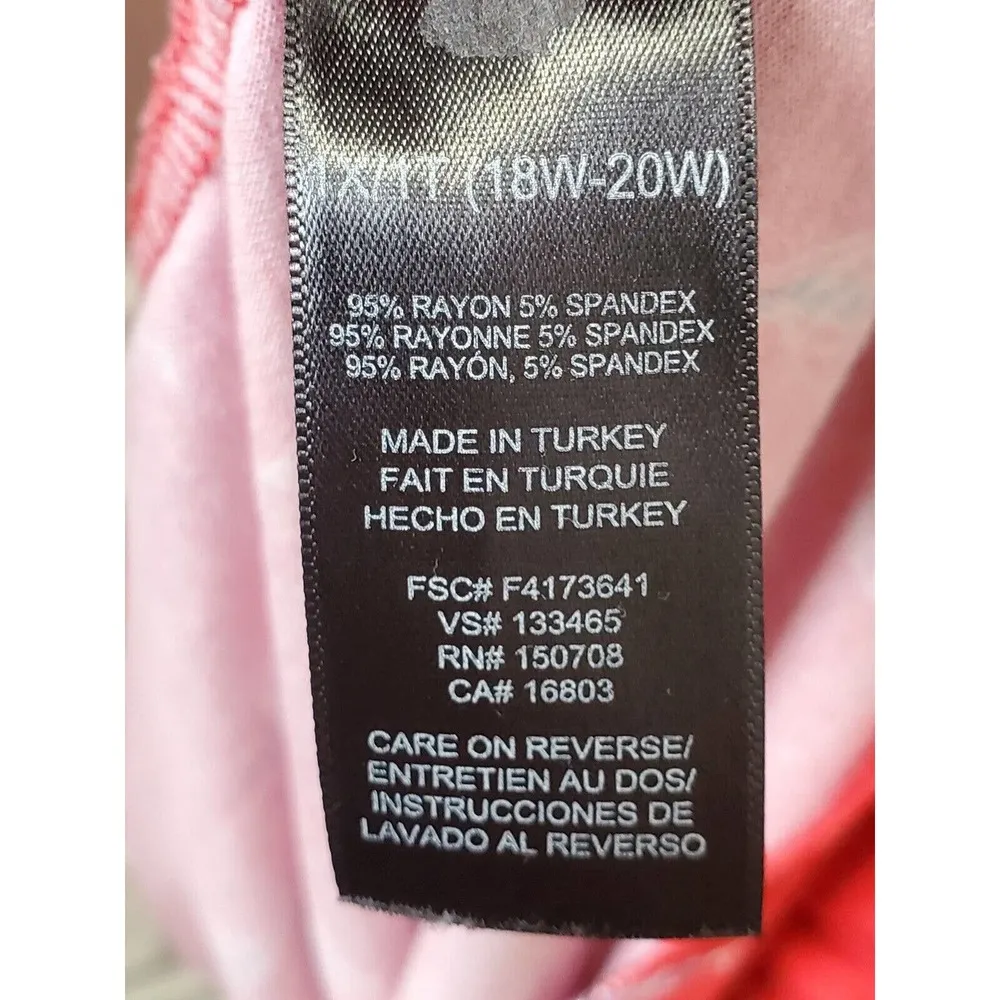 1X/1T (18W-20W)
95% RAYON 5% SPANDEX
95% RAYONNE 5% SPANDEX
95% RAYÓN, 5% SPANDEX
MADE IN TURKEY
FAIT EN TURQUIE
HECHO EN TURKEY
FSC# F4173641
VS# 133465
RN# 150708
CA# 16803
CARE ON REVERSE/
ENTRETIEN AU DOS/
INSTRUCCIONES DE
LAVADO AL REVERSO